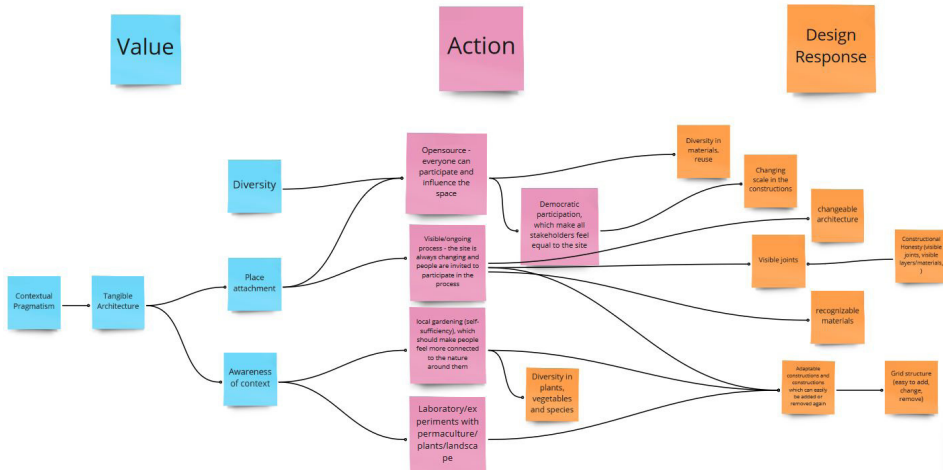 Value
Action
Design
Response
Diversity
Opensource -
everyone can
participate and
influence the
space
Diversity in
materials,
reuse
Changing
scale in the
constructions
Democratic
participation,
which make all
stakeholders feel
equal to the site
changeable
architecture
Contextual
Pragmatism
Tangible
Architecture
Place
attachment
Visible/ongoing
process - the site is
always changing and
people are invited to
participate in the
process
Visible joints
Constructional
Honesty (visible
joints, visible
layers/materials,
)
recognizable
materials
Awareness
of context
local gardening (self-
sufficiency), which
should make people
feel more connected
to the nature
around them
Diversity in
plants,
vegetables
and species
Adaptable
constructions and
constructions
which can easily
be added or
removed again
Grid structure
(easy to add,
change,
remove)
Laboratory/ex
periments with
permaculture/
plants/landsca
pe